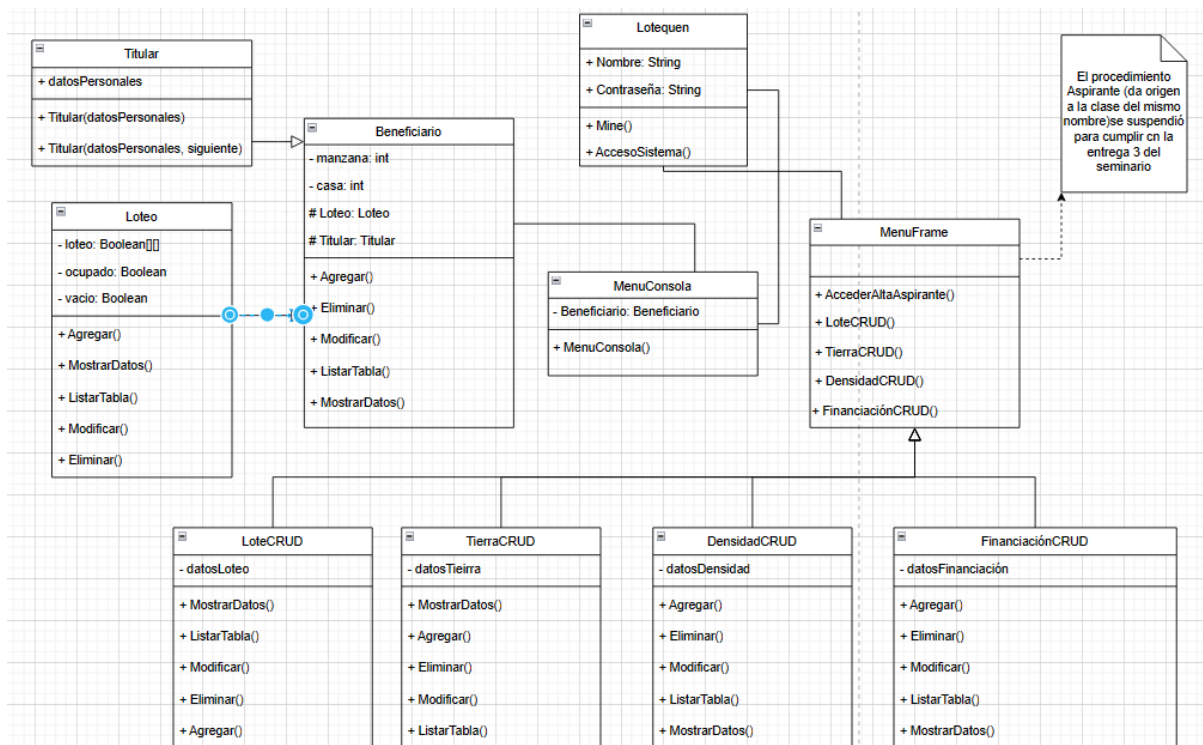 Titular
+ datosPersonales
+ Titular(datosPersonales)
+ Titular(datosPersonales, siguiente)
Loteo
- loteo: Boolean[][]
- ocupado: Boolean
- vacio: Boolean
+ Agregar()
+ MostrarDatos()
+ ListarTabla()
+ Modificar()
+ Eliminar()
Beneficiario
- manzana: int
- casa: int
# Loteo: Loteo
# Titular: Titular
+ Agregar()
+ Eliminar()
+ Modificar()
+ ListarTabla()
+ MostrarDatos()
Lotequen
+ Nombre: String
+ Contraseña: String
+ Mine()
+ AccesoSistema()
MenuConsola
- Beneficiario: Beneficiario
+ MenuConsola()
MenuFrame
+ AccederAltaAspirante()
+ LoteCRUD()
+ TierraCRUD()
+ DensidadCRUD()
+ FinanciaciónCRUD()
El procedimiento
Aspirante (da origen
a la clase del mismo
nombre)se suspendió
para cumplir cn la
entrega 3 del
seminario
LoteCRUD
- datosLoteo
+ MostrarDatos()
+ ListarTabla()
+ Modificar()
+ Eliminar()
+ Agregar()
TierraCRUD
- datosTieirra
+ MostrarDatos()
+ Agregar()
+ Eliminar()
+ Modificar()
+ ListarTabla()
DensidadCRUD
- datosDensidad
+ Agregar()
+ Eliminar()
+ Modificar()
+ ListarTabla()
+ MostrarDatos()
FinanciaciónCRUD
- datosFinanciación
+ Agregar()
+ Eliminar()
+ Modificar()
+ ListarTabla()
+ MostrarDatos()